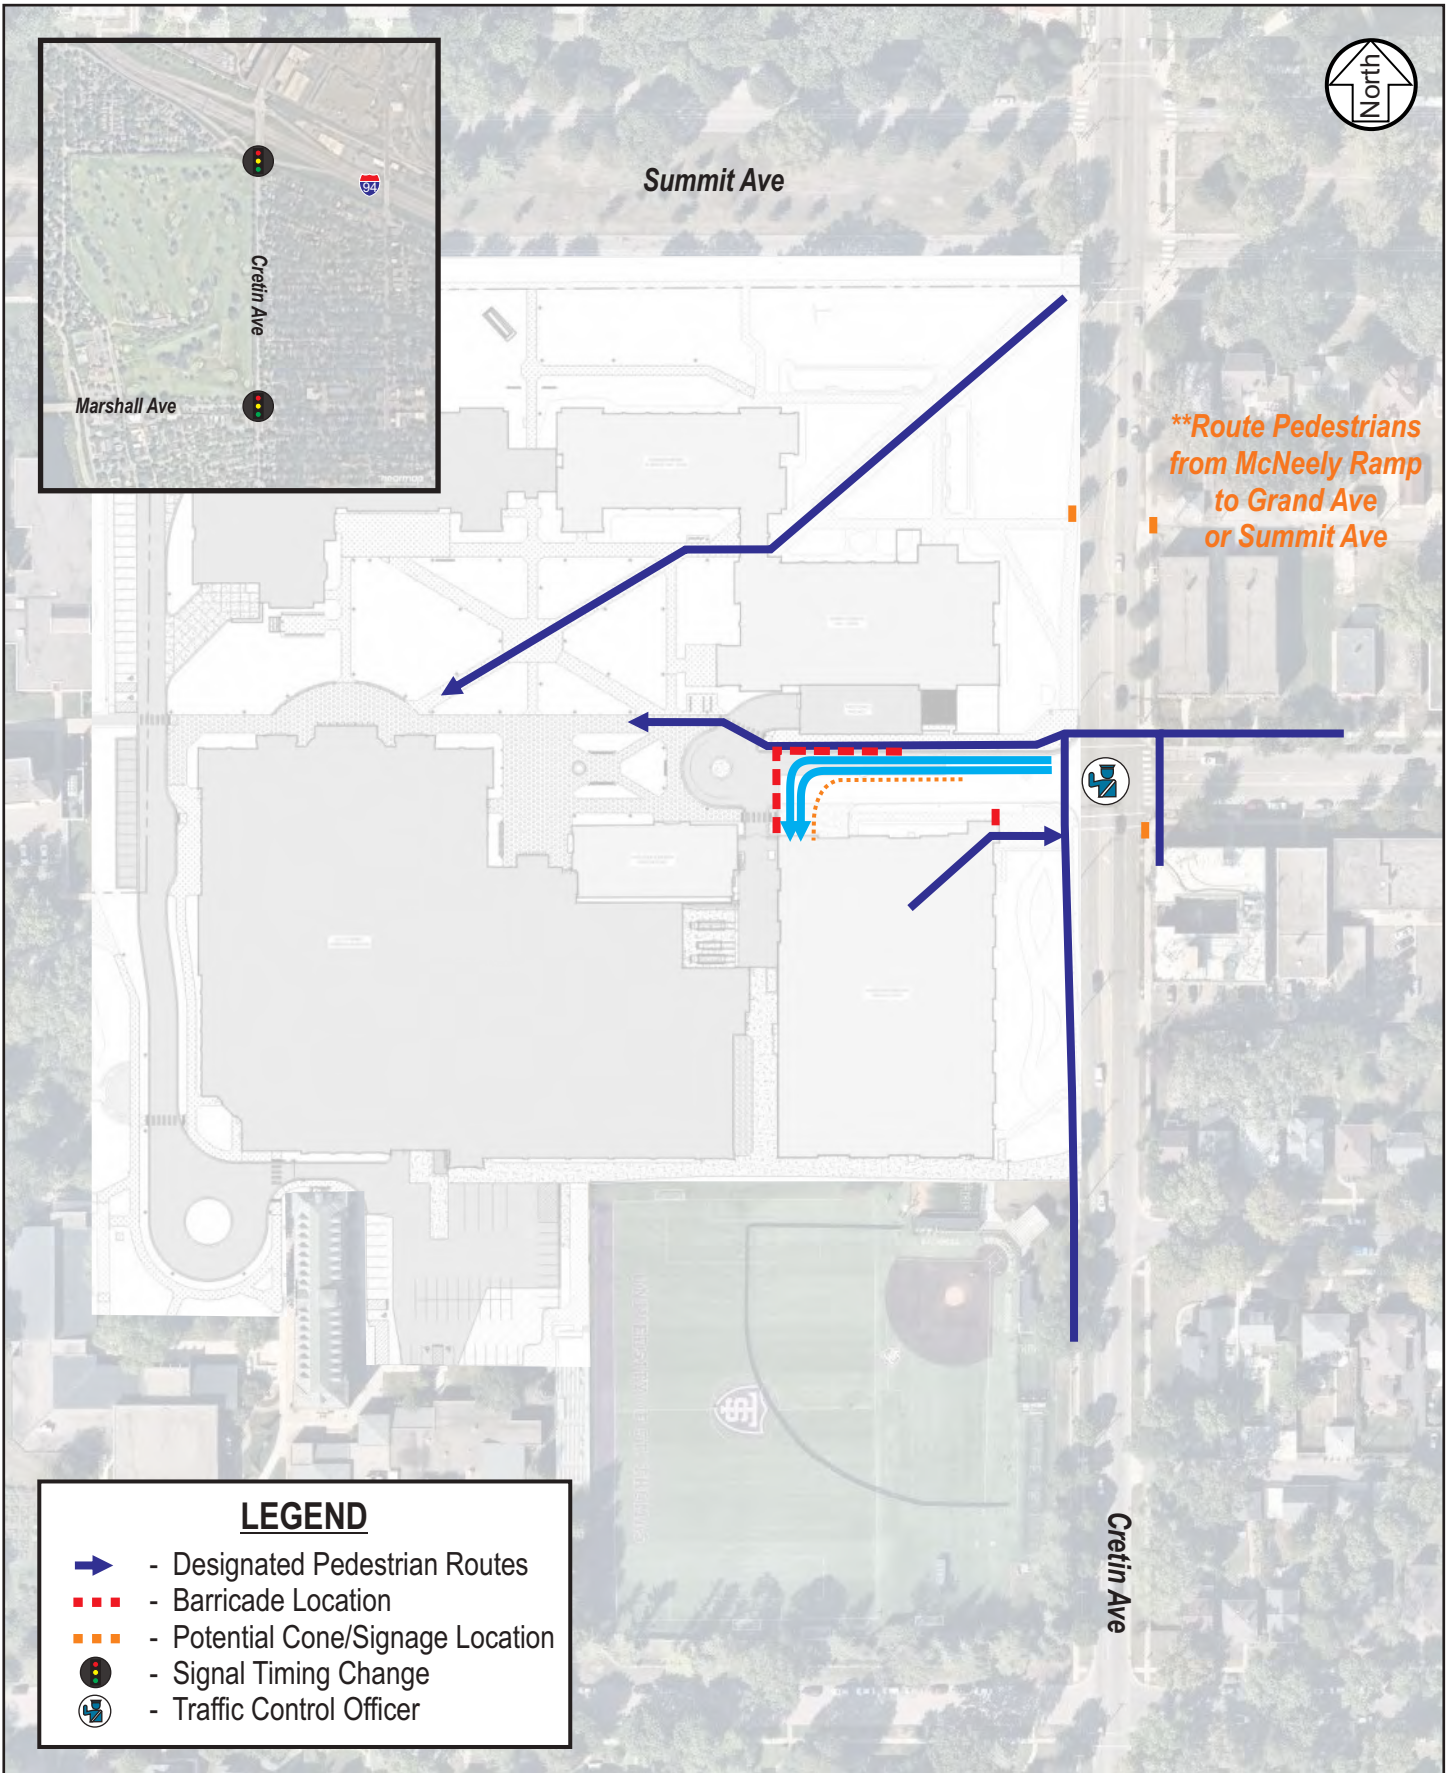 94
Cretin Ave
Marshall Ave
nearmap
North
Summit Ave
**Route Pedestrians
from McNeely Ramp
to Grand Ave
or Summit Ave
Cretin Ave
LEGEND
- Designated Pedestrian Routes
- Barricade Location
- Potential Cone/Signage Location
- Signal Timing Change
- Traffic Control Officer